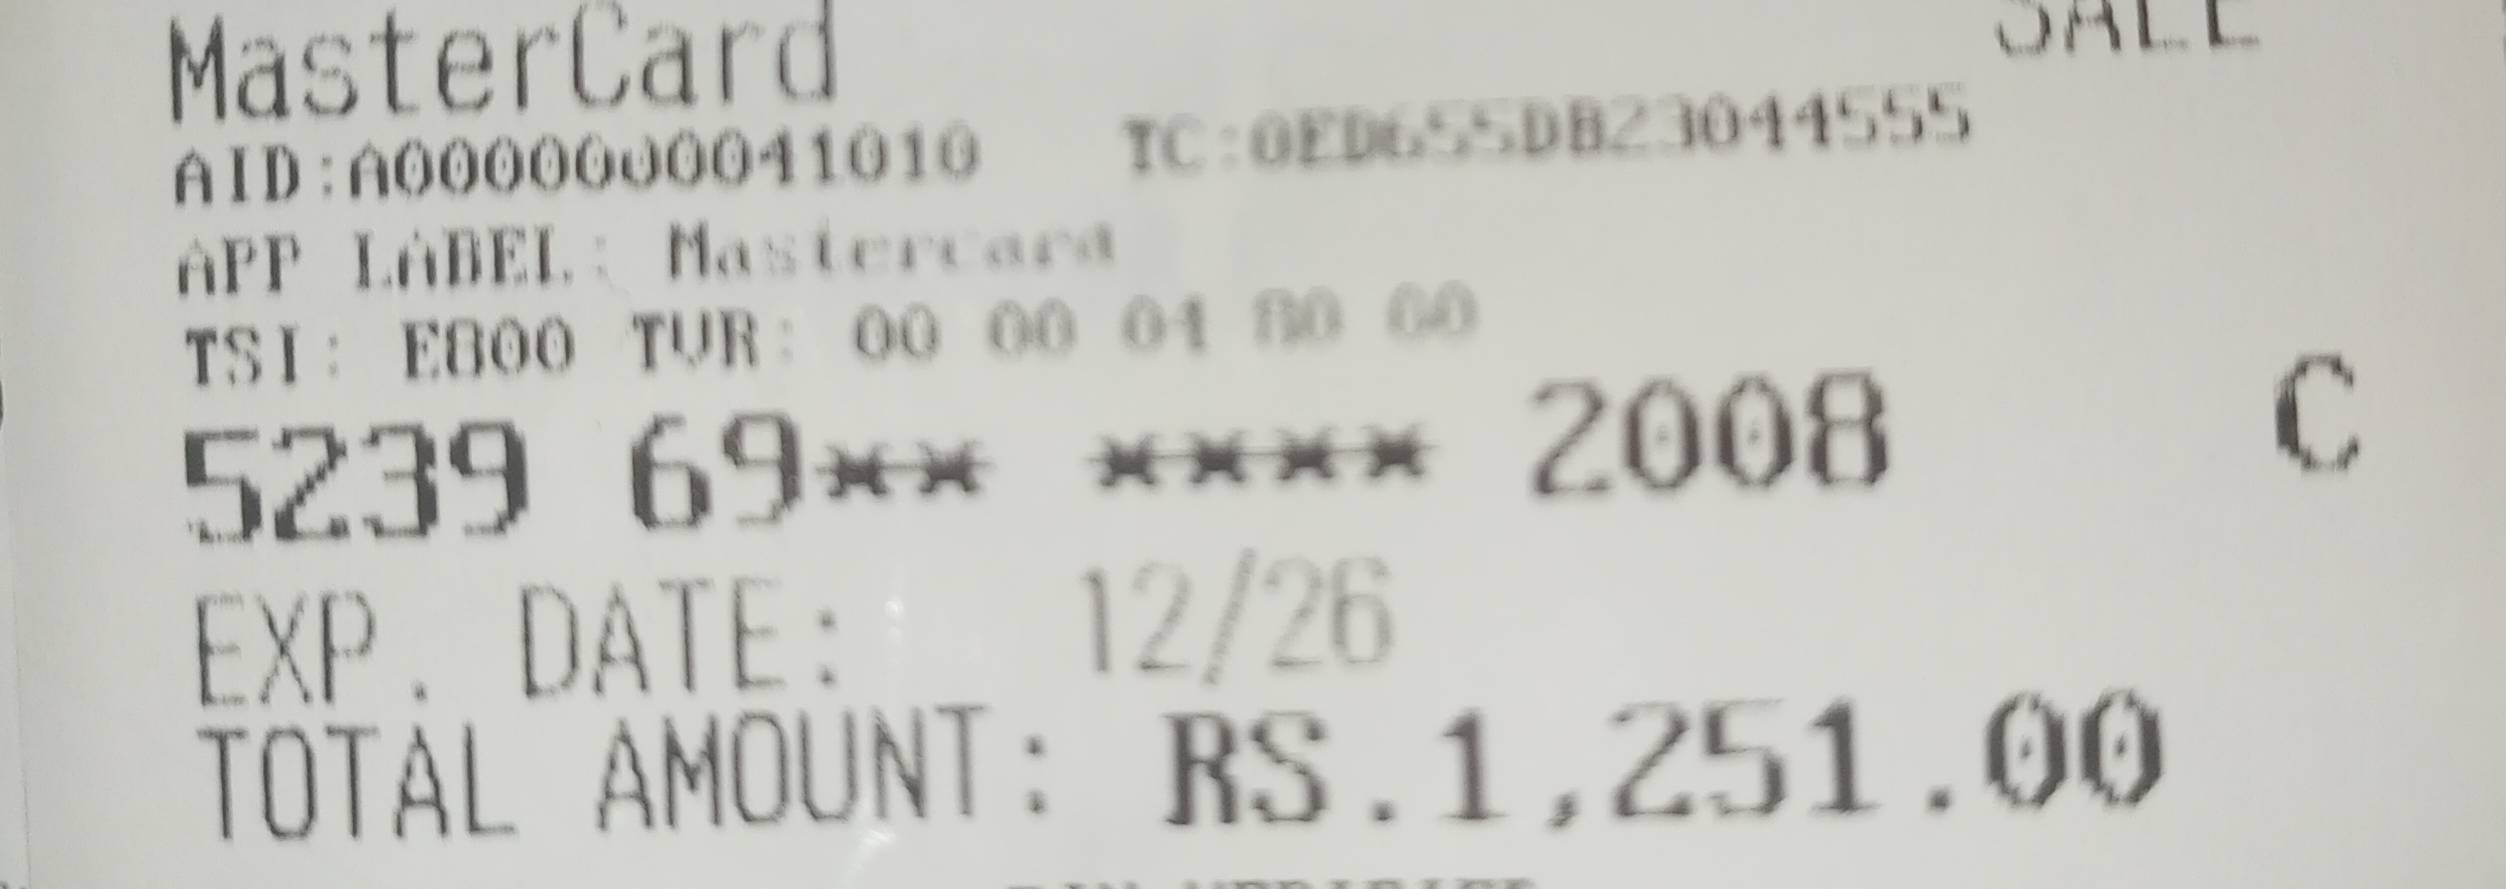 MasterCard SALE
AID:A0000000041010 TC:0ED655DB23044555
APP LABEL: Mastercard
TSI: E800 TVR: 00 00 04 80 00
5239 69** **** 2008 C
EXP. DATE: 12/26
TOTAL AMOUNT: RS.1,251.00